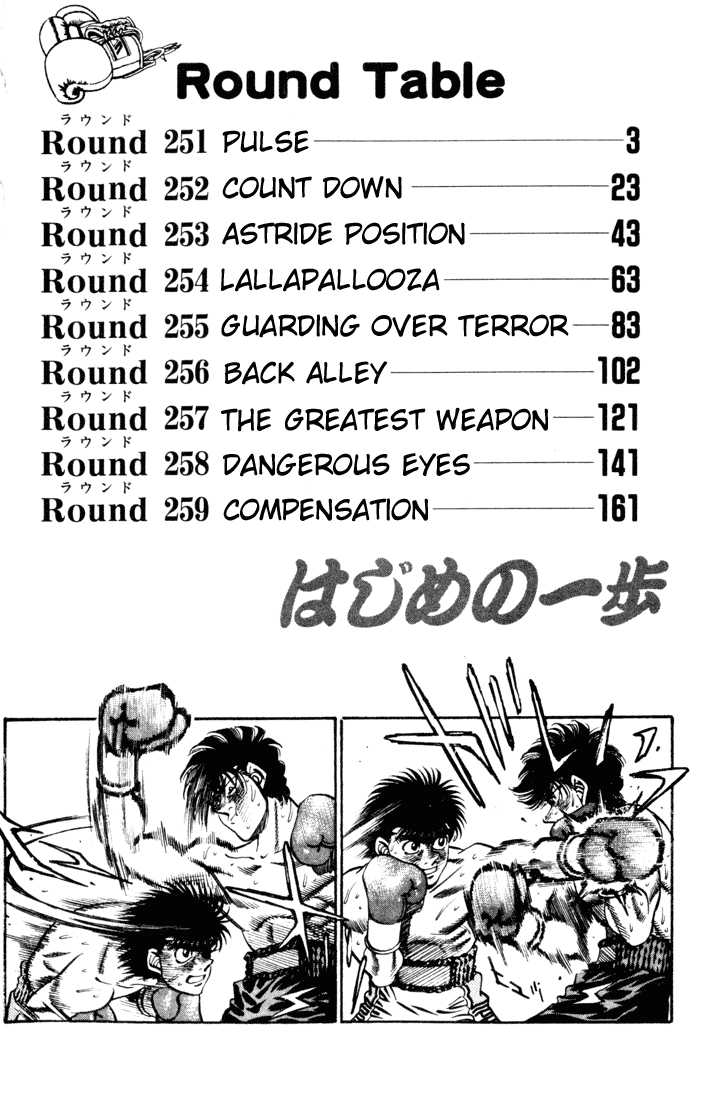 Round Table
ラウンド
Round 251 PULSE 3
ラウンド
Round 252 COUNT DOWN 23
ラウンド
Round 253 ASTRIDE POSITION 43
ラウンド
Round 254 LALLAPALLOOZA 63
ラウンド
Round 255 GUARDING OVER TERROR 83
ラウンド
Round 256 BACK ALLEY 102
ラウンド
Round 257 THE GREATEST WEAPON 121
ラウンド
Round 258 DANGEROUS EYES 141
ラウンド
Round 259 COMPENSATION 161
はじめの一歩